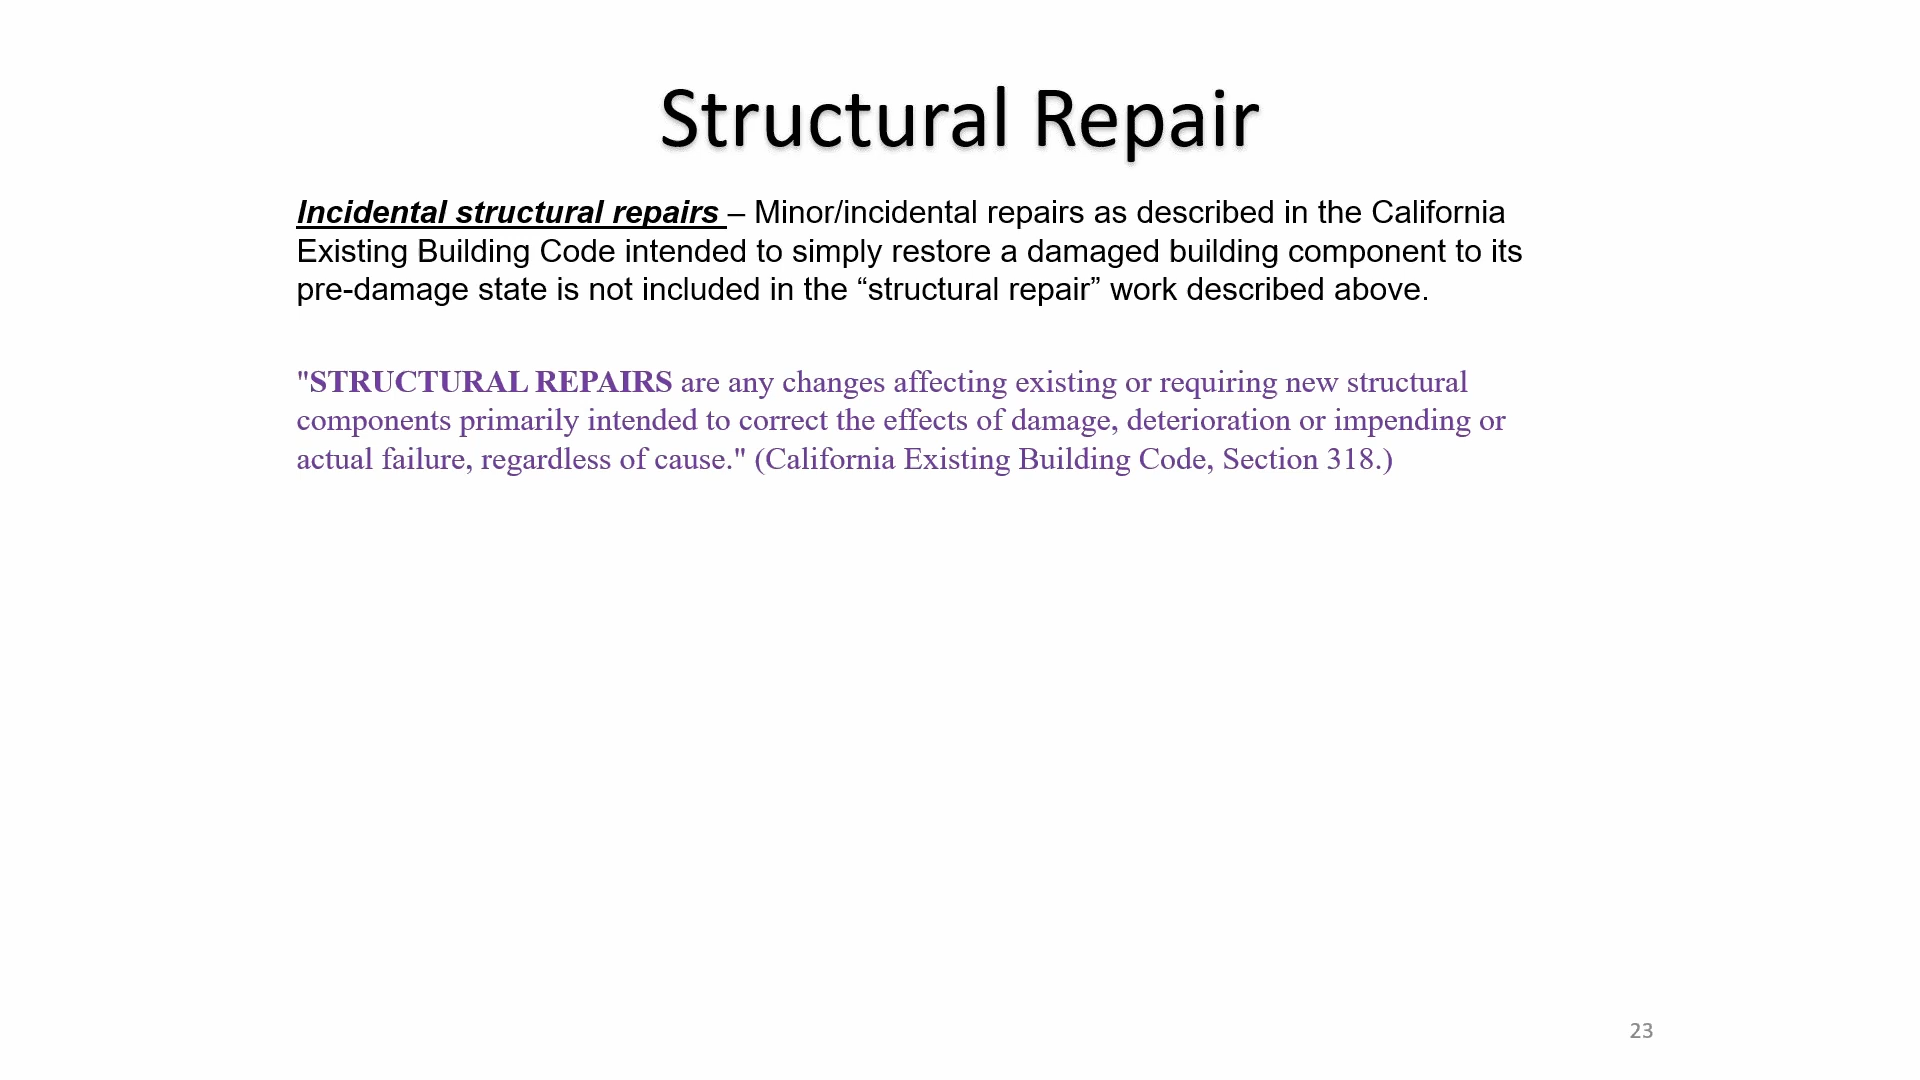 Structural Repair
Incidental structural repairs – Minor/incidental repairs as described in the California
Existing Building Code intended to simply restore a damaged building component to its
pre-damage state is not included in the “structural repair” work described above.
"STRUCTURAL REPAIRS are any changes affecting existing or requiring new structural
components primarily intended to correct the effects of damage, deterioration or impending or
actual failure, regardless of cause." (California Existing Building Code, Section 318.)
23